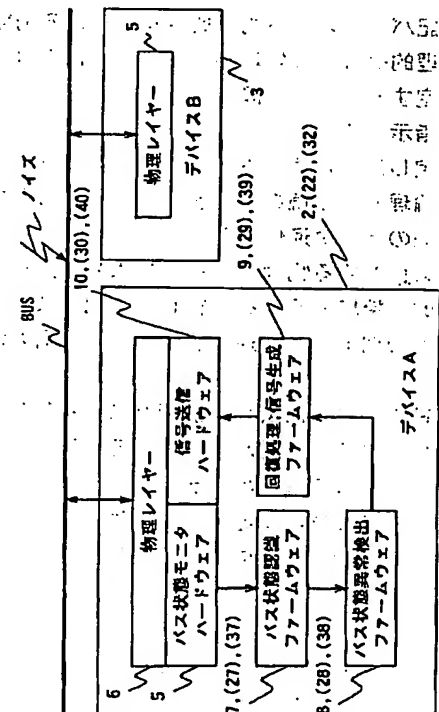 BUS
ノイズ
10,(30),(40)
5
物理レイヤー
デバイスB
3
6
物理レイヤー
5
バス状態モニタ
ハードウェア
信号送信
ハードウェア
7,(27),(37)
バス状態認識
ファームウェア
回復処理:信号生成
ファームウェア
9,(29),(39)
8,(28),(38)
バス状態異常検出
ファームウェア
デバイスA
2,(22),(32)